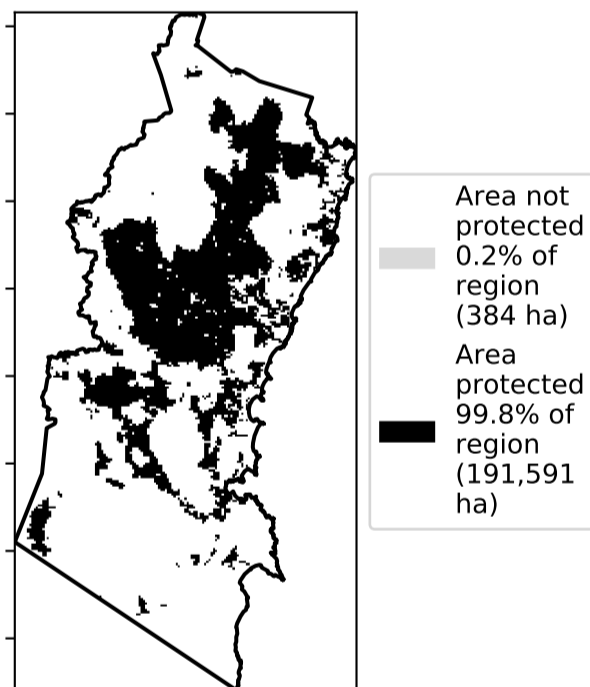 Area not
protected
0.2% of
region
(384 ha)
Area
protected
99.8% of
region
(191,591
ha)